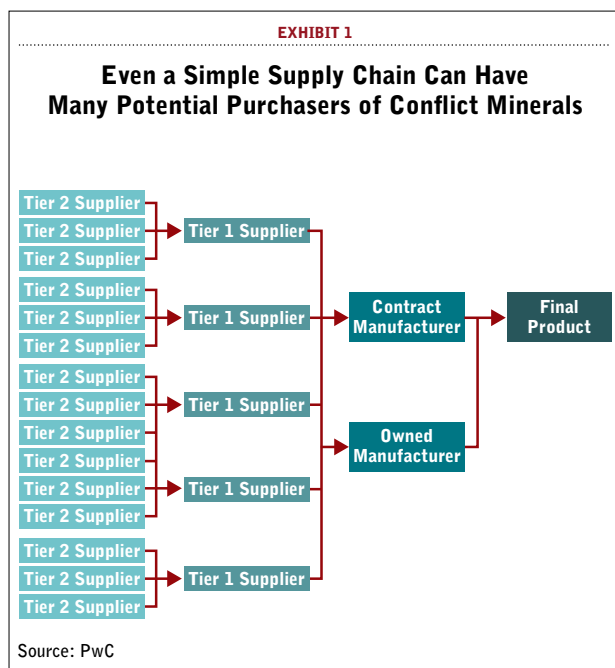 EXHIBIT 1
Even a Simple Supply Chain Can Have
Many Potential Purchasers of Conflict Minerals
Tier 2 Supplier
Tier 2 Supplier
Tier 2 Supplier
Tier 1 Supplier
Tier 2 Supplier
Tier 2 Supplier
Tier 2 Supplier
Tier 1 Supplier
Tier 2 Supplier
Tier 2 Supplier
Tier 2 Supplier
Tier 2 Supplier
Tier 2 Supplier
Tier 2 Supplier
Tier 1 Supplier
Tier 1 Supplier
Tier 2 Supplier
Tier 2 Supplier
Tier 2 Supplier
Tier 1 Supplier
Contract
Manufacturer
Owned
Manufacturer
Final
Product
Source: PwC